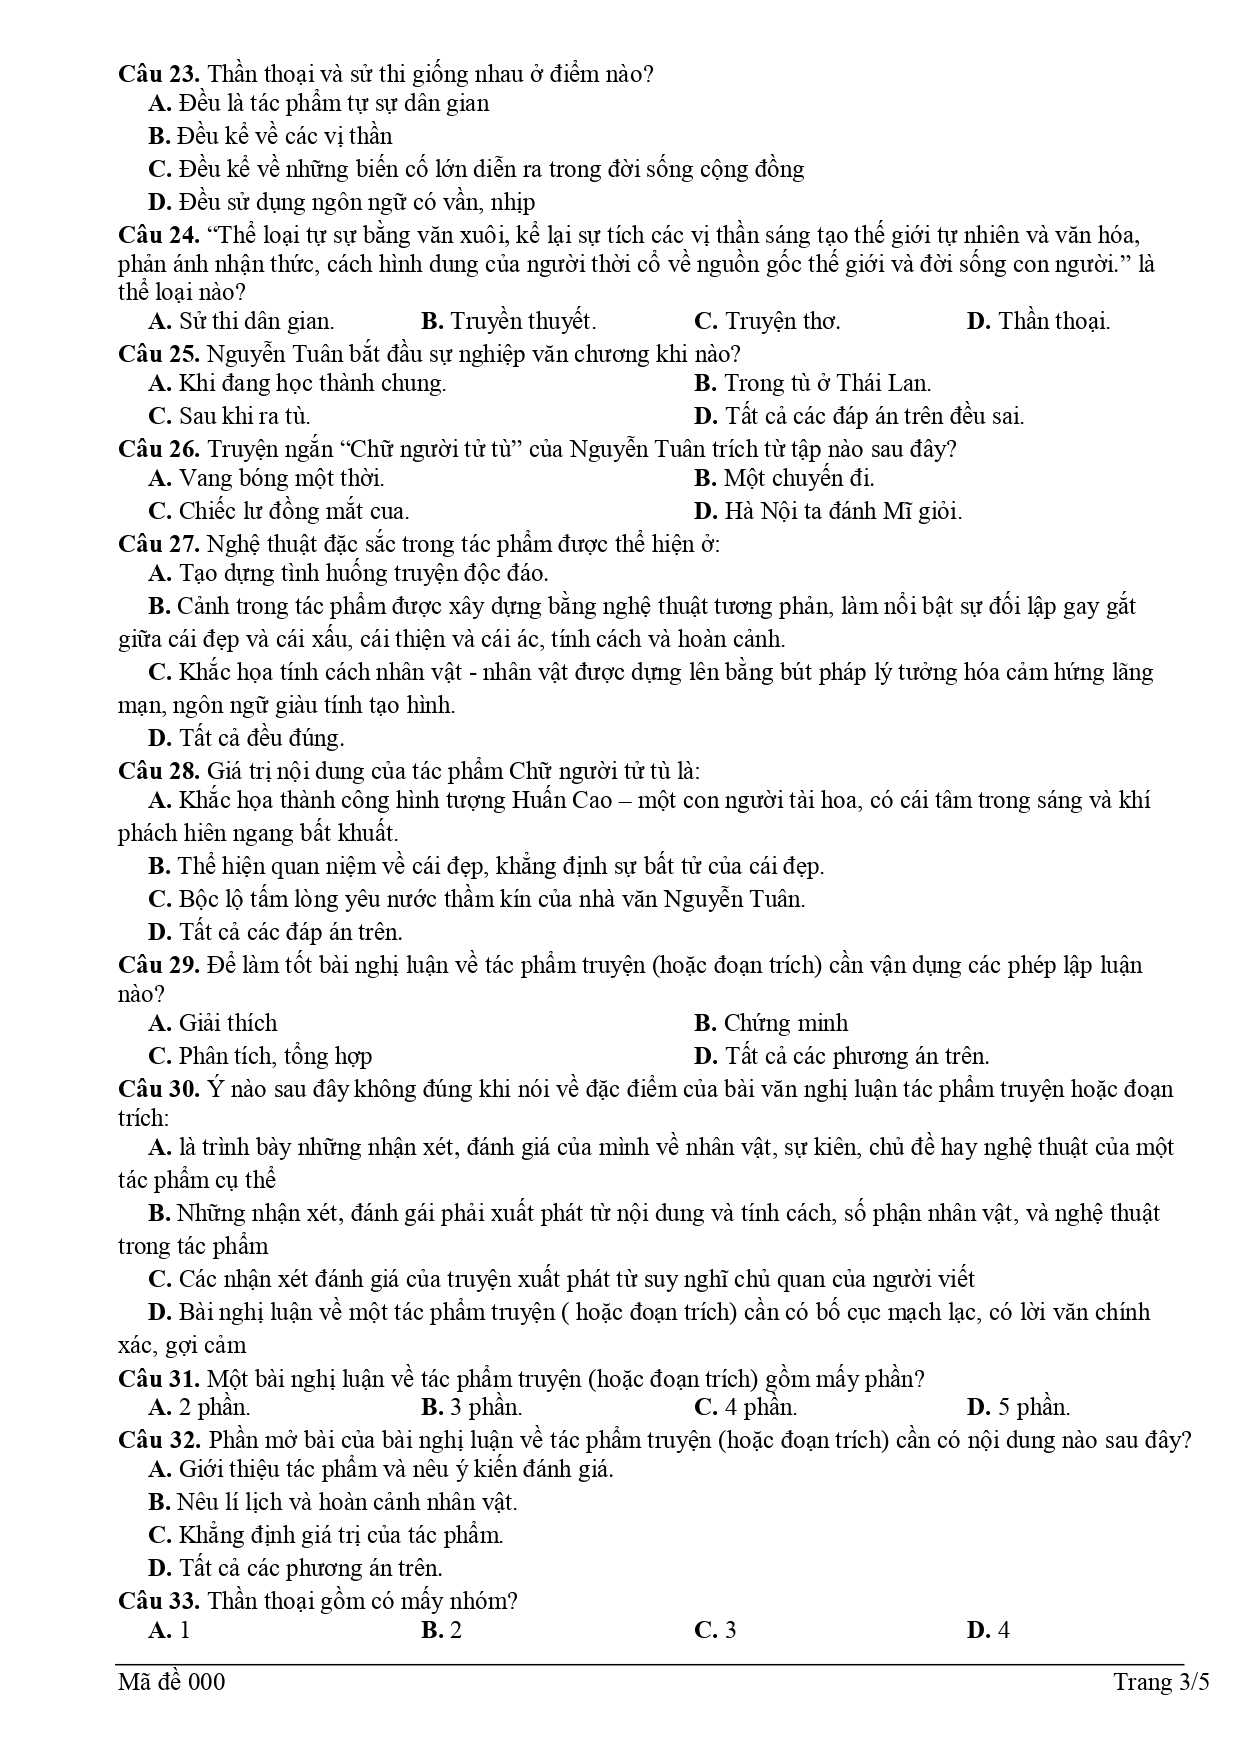 Câu 23. Thần thoại và sử thi giống nhau ở điểm nào?
A. Đều là tác phẩm tự sự dân gian
B. Đều kể về các vị thần
C. Đều kể về những biến cố lớn diễn ra trong đời sống cộng đồng
D. Đều sử dụng ngôn ngữ có vần, nhịp
Câu 24. “Thể loại tự sự bằng văn xuôi, kể lại sự tích các vị thần sáng tạo thế giới tự nhiên và văn hóa,
phản ánh nhận thức, cách hình dung của người thời cổ về nguồn gốc thế giới và đời sống con người.” là
thể loại nào?
A. Sử thi dân gian. B. Truyền thuyết. C. Truyện thơ. D. Thần thoại.
Câu 25. Nguyễn Tuân bắt đầu sự nghiệp văn chương khi nào?
A. Khi đang học thành chung. B. Trong tù ở Thái Lan.
C. Sau khi ra tù. D. Tất cả các đáp án trên đều sai.
Câu 26. Truyện ngắn “Chữ người tử tù” của Nguyễn Tuân trích từ tập nào sau đây?
A. Vang bóng một thời. B. Một chuyến đi.
C. Chiếc lư đồng mắt cua. D. Hà Nội ta đánh Mĩ giỏi.
Câu 27. Nghệ thuật đặc sắc trong tác phẩm được thể hiện ở:
A. Tạo dựng tình huống truyện độc đáo.
B. Cảnh trong tác phẩm được xây dựng bằng nghệ thuật tương phản, làm nổi bật sự đối lập gay gắt
giữa cái đẹp và cái xấu, cái thiện và cái ác, tính cách và hoàn cảnh.
C. Khắc họa tính cách nhân vật - nhân vật được dựng lên bằng bút pháp lý tưởng hóa cảm hứng lãng
mạn, ngôn ngữ giàu tính tạo hình.
D. Tất cả đều đúng.
Câu 28. Giá trị nội dung của tác phẩm Chữ người tử tù là:
A. Khắc họa thành công hình tượng Huấn Cao – một con người tài hoa, có cái tâm trong sáng và khí
phách hiên ngang bất khuất.
B. Thể hiện quan niệm về cái đẹp, khẳng định sự bất tử của cái đẹp.
C. Bộc lộ tấm lòng yêu nước thầm kín của nhà văn Nguyễn Tuân.
D. Tất cả các đáp án trên.
Câu 29. Để làm tốt bài nghị luận về tác phẩm truyện (hoặc đoạn trích) cần vận dụng các phép lập luận
nào?
A. Giải thích B. Chứng minh
C. Phân tích, tổng hợp D. Tất cả các phương án trên.
Câu 30. Ý nào sau đây không đúng khi nói về đặc điểm của bài văn nghị luận tác phẩm truyện hoặc đoạn
trích:
A. là trình bày những nhận xét, đánh giá của mình về nhân vật, sự kiên, chủ đề hay nghệ thuật của một
tác phẩm cụ thể
B. Những nhận xét, đánh gái phải xuất phát từ nội dung và tính cách, số phận nhân vật, và nghệ thuật
trong tác phẩm
C. Các nhận xét đánh giá của truyện xuất phát từ suy nghĩ chủ quan của người viết
D. Bài nghị luận về một tác phẩm truyện ( hoặc đoạn trích) cần có bố cục mạch lạc, có lời văn chính
xác, gợi cảm
Câu 31. Một bài nghị luận về tác phẩm truyện (hoặc đoạn trích) gồm mấy phần?
A. 2 phần. B. 3 phần. C. 4 phần. D. 5 phần.
Câu 32. Phần mở bài của bài nghị luận về tác phẩm truyện (hoặc đoạn trích) cần có nội dung nào sau đây?
A. Giới thiệu tác phẩm và nêu ý kiến đánh giá.
B. Nêu lí lịch và hoàn cảnh nhân vật.
C. Khẳng định giá trị của tác phẩm.
D. Tất cả các phương án trên.
Câu 33. Thần thoại gồm có mấy nhóm?
A. 1 B. 2 C. 3 D. 4
Mã đề 000 Trang 3/5